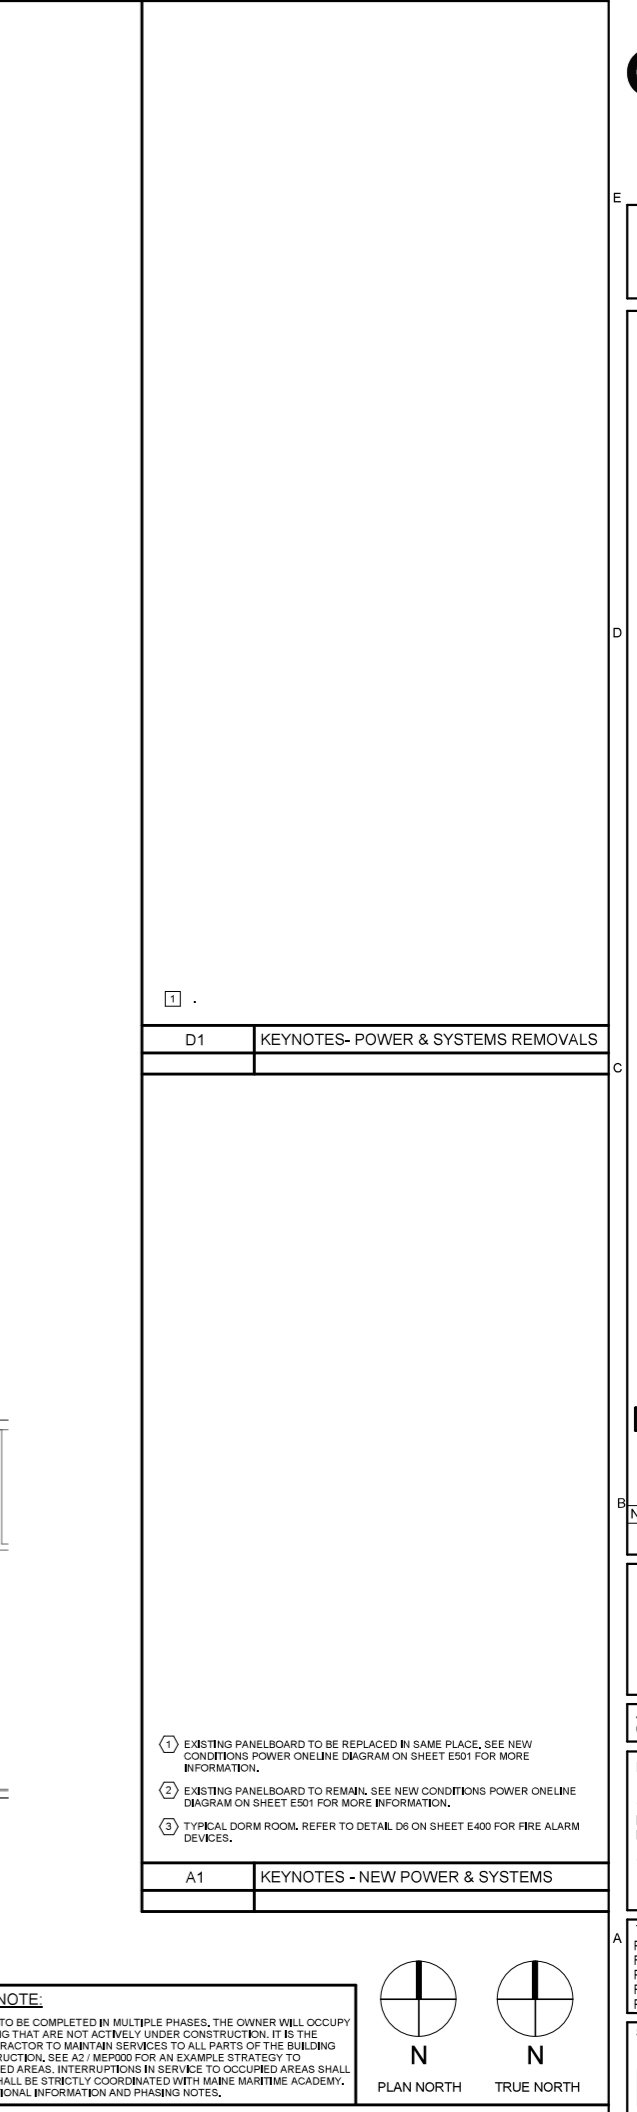 E
D
1 .
D1 KEYNOTES- POWER & SYSTEMS REMOVALS
C
B
1 EXISTING PANELBOARD TO BE REPLACED IN SAME PLACE. SEE NEW
CONDITIONS POWER ONELINE DIAGRAM ON SHEET E501 FOR MORE
INFORMATION.
2 EXISTING PANELBOARD TO REMAIN. SEE NEW CONDITIONS POWER ONELINE
DIAGRAM ON SHEET E501 FOR MORE INFORMATION.
3 TYPICAL DORM ROOM. REFER TO DETAIL D6 ON SHEET E400 FOR FIRE ALARM
DEVICES.
A1 KEYNOTES - NEW POWER & SYSTEMS
A
NOTE:
TO BE COMPLETED IN MULTIPLE PHASES. THE OWNER WILL OCCUPY
NG THAT ARE NOT ACTIVELY UNDER CONSTRUCTION. IT IS THE
RACTOR TO MAINTAIN SERVICES TO ALL PARTS OF THE BUILDING
RUCTION. SEE A2 / MEP000 FOR AN EXAMPLE STRATEGY TO
ED AREAS. INTERRUPTIONS IN SERVICE TO OCCUPIED AREAS SHALL
HALL BE STRICTLY COORDINATED WITH MAINE MARITIME ACADEMY.
IONAL INFORMATION AND PHASING NOTES.
N
PLAN NORTH
N
TRUE NORTH